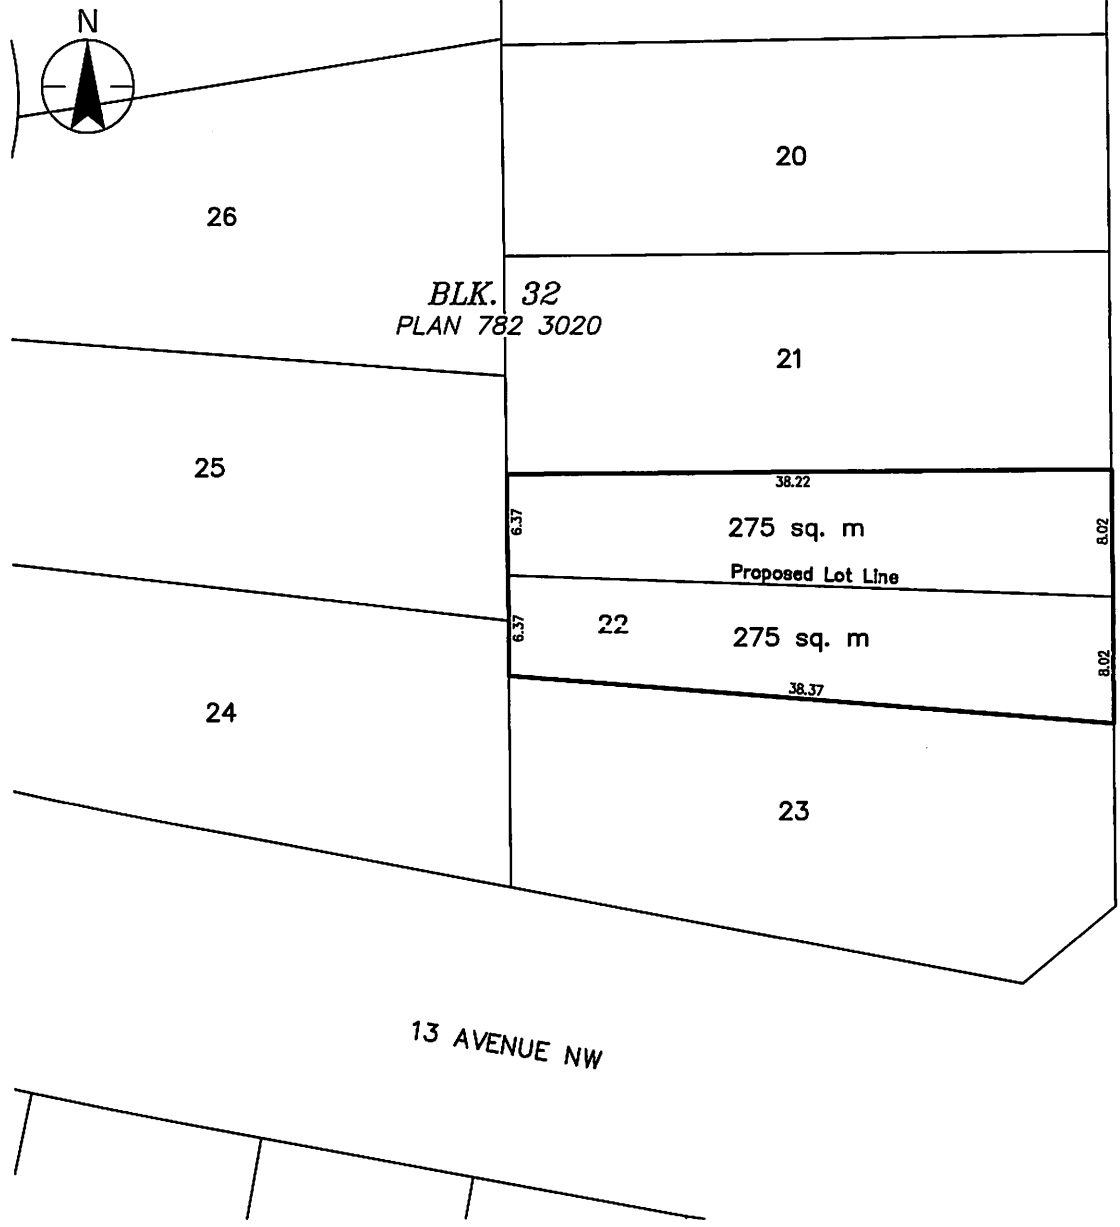 N
20
26
BLK. 32
PLAN 782 3020
21
25
38.22
6.37
275 sq. m
8.02
Proposed Lot Line
22
6.37
275 sq. m
8.02
38.37
24
23
13 AVENUE NW